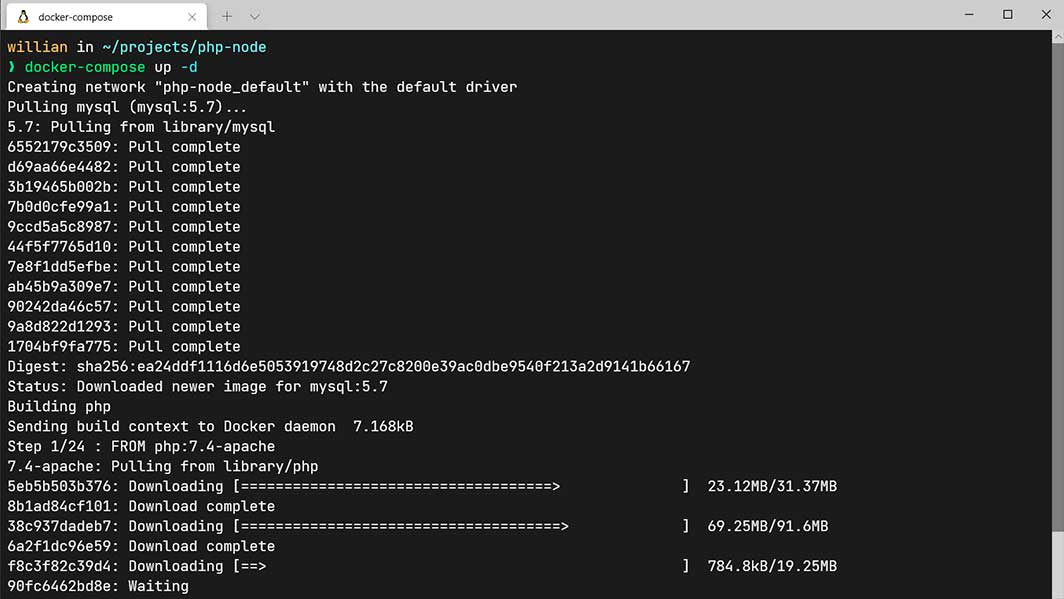 docker-compose
willian in ~/projects/php-node
❯ docker-compose up -d
Creating network "php-node_default" with the default driver
Pulling mysql (mysql:5.7)...
5.7: Pulling from library/mysql
6552179c3509: Pull complete
d69aa66e4482: Pull complete
3b19465b002b: Pull complete
7b0d0cfe99a1: Pull complete
9ccd5a5c8987: Pull complete
44f5f7765d10: Pull complete
7e8f1dd5efbe: Pull complete
ab45b9a309e7: Pull complete
90242da46c57: Pull complete
9a8d822d1293: Pull complete
1704bf9fa775: Pull complete
Digest: sha256:ea24ddf1116d6e5053919748d2c27c8200e39ac0dbe9540f213a2d9141b66167
Status: Downloaded newer image for mysql:5.7
Building php
Sending build context to Docker daemon  7.168kB
Step 1/24 : FROM php:7.4-apache
7.4-apache: Pulling from library/php
5eb5b503b376: Downloading [====================================>              ]  23.12MB/31.37MB
8b1ad84cf101: Download complete
38c937dadeb7: Downloading [=====================================>             ]  69.25MB/91.6MB
6a2f1dc96e59: Download complete
f8c3f82c39d4: Downloading [==>                                                ]  784.8kB/19.25MB
90fc6462bd8e: Waiting